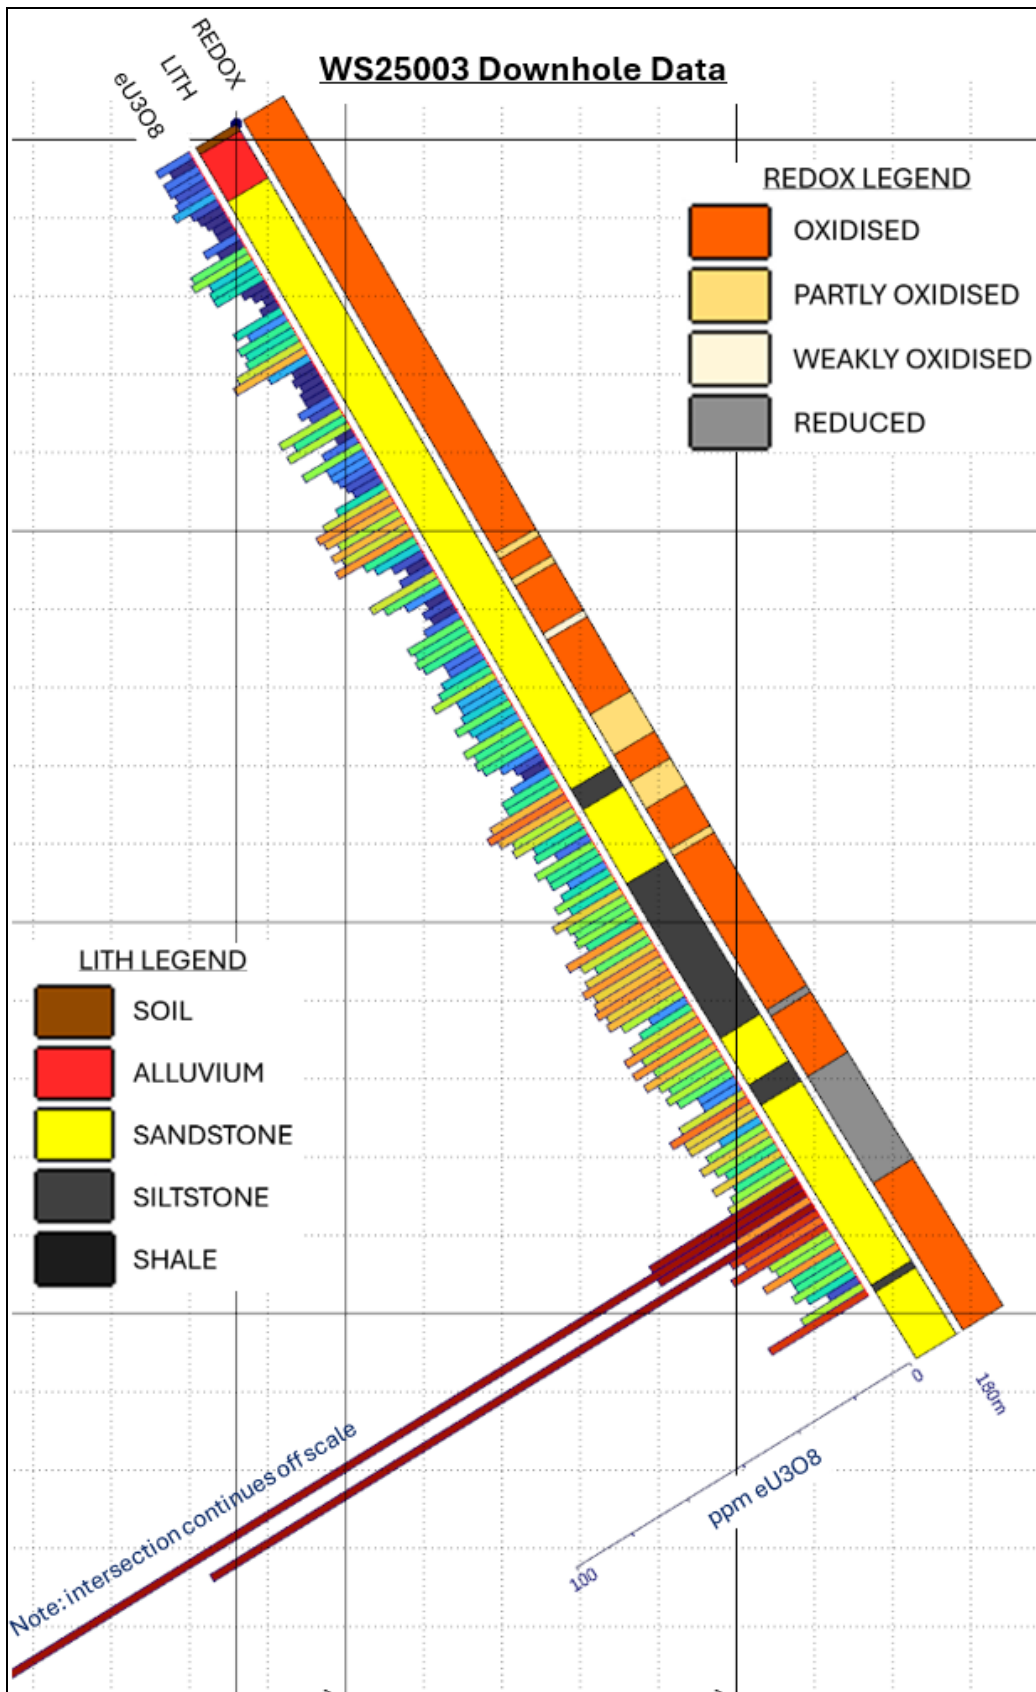 WS25003 Downhole Data
REDOX
LITH
eU3O8
REDOX LEGEND
OXIDISED
PARTLY OXIDISED
WEAKLY OXIDISED
REDUCED
LITH LEGEND
SOIL
ALLUVIUM
SANDSTONE
SILTSTONE
SHALE
0
180m
ppm eU3O8
100
Note: intersection continues off scale